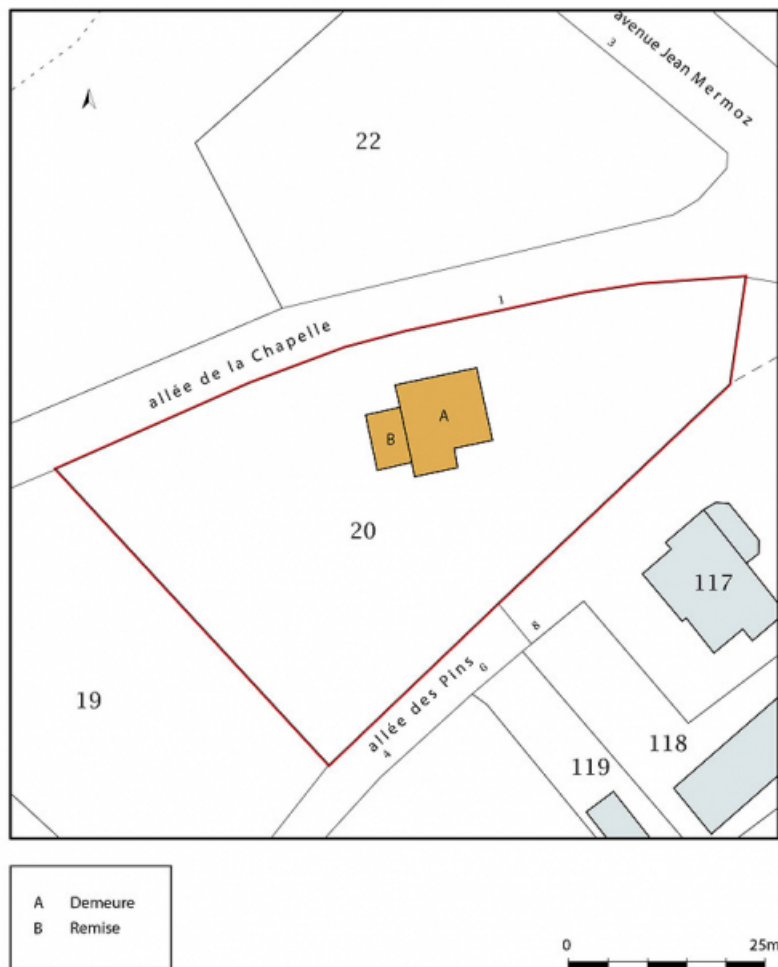 avenue Jean Mermoz
3
22
1
allée de la Chapelle
A
B
20
117
8
allée des Pins
6
4
19
118
119
A Demeure
B Remise
0 25m